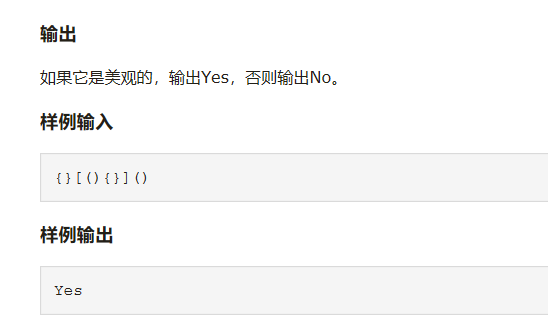 输出
如果它是美观的，输出Yes，否则输出No。
样例输入
{}[(){}]()
样例输出
Yes